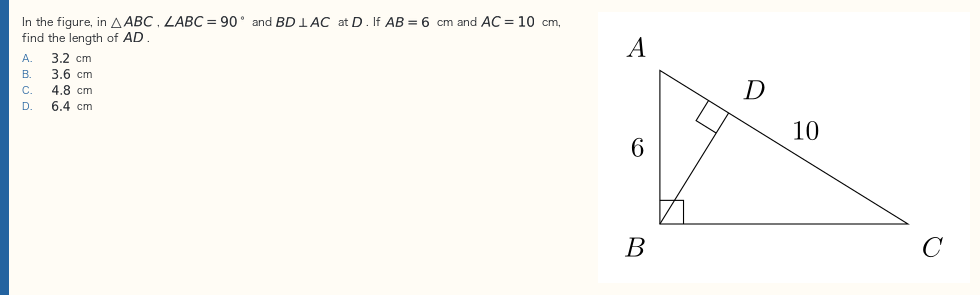 In the figure, in △ABC , ∠ABC = 90° and BD ⊥ AC at D . If AB = 6 cm and AC = 10 cm,
find the length of AD .
A. 3.2 cm
B. 3.6 cm
C. 4.8 cm
D. 6.4 cm
A
D
10
6
B
C